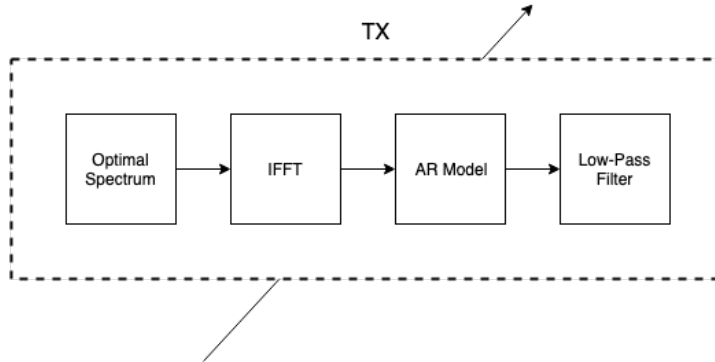 TX
Optimal
Spectrum
IFFT
AR Model
Low-Pass
Filter